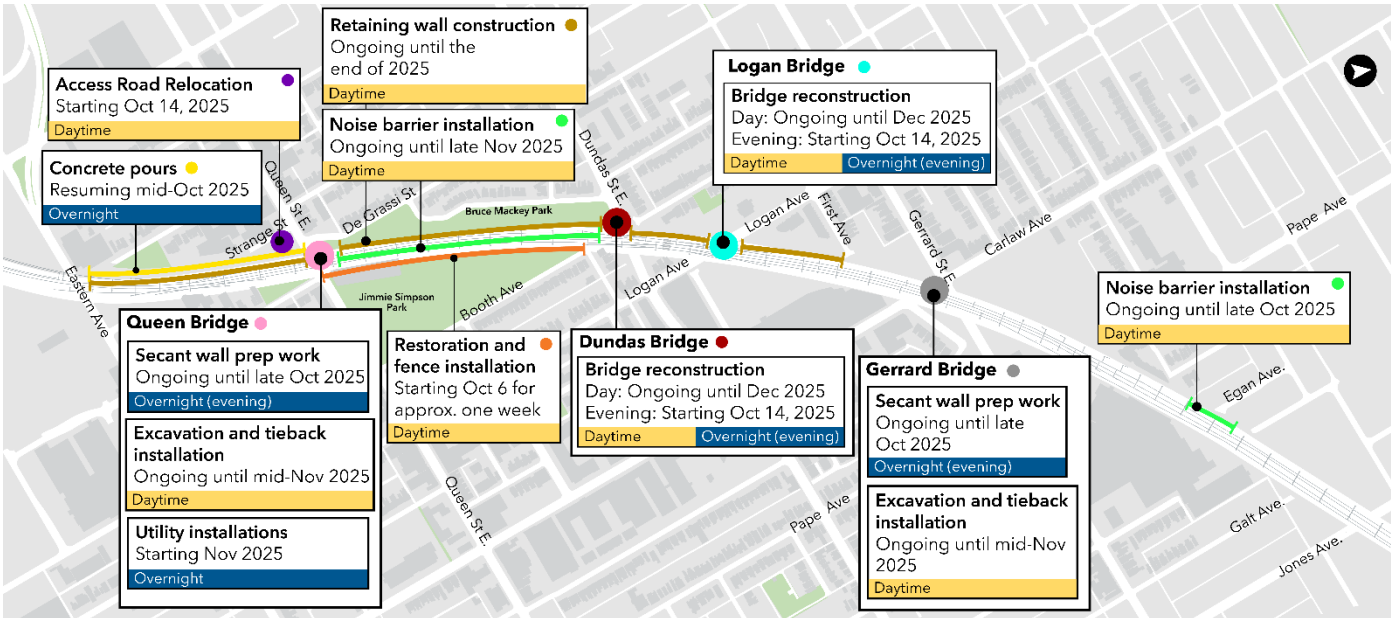 Retaining wall construction
Ongoing until the
end of 2025
Daytime
Access Road Relocation
Starting Oct 14, 2025
Daytime
Noise barrier installation
Ongoing until late Nov 2025
Daytime
Concrete pours
Resuming mid-Oct 2025
Overnight
Logan Bridge
Bridge reconstruction
Day: Ongoing until Dec 2025
Evening: Starting Oct 14, 2025
Daytime
Overnight (evening)
Queen St E.
Strange St
De Grassi St
Bruce Mackey Park
Dundas St E.
Logan Ave
First Ave
Gerrard St E.
Carlaw Ave
Pape Ave
Eastern Ave
Jimmie Simpson
Park
Booth Ave
Logan Ave
Noise barrier installation
Ongoing until late Oct 2025
Daytime
Queen Bridge
Secant wall prep work
Ongoing until late Oct 2025
Overnight (evening)
Excavation and tieback
installation
Ongoing until mid-Nov 2025
Daytime
Utility installations
Starting Nov 2025
Overnight
Restoration and
fence installation
Starting Oct 6 for
approx. one week
Daytime
Dundas Bridge
Bridge reconstruction
Day: Ongoing until Dec 2025
Evening: Starting Oct 14, 2025
Daytime
Overnight (evening)
Gerrard Bridge
Secant wall prep work
Ongoing until late
Oct 2025
Overnight (evening)
Excavation and tieback
installation
Ongoing until mid-Nov
2025
Daytime
Queen St E.
Pape Ave
Egan Ave.
Galt Ave.
Jones Ave.